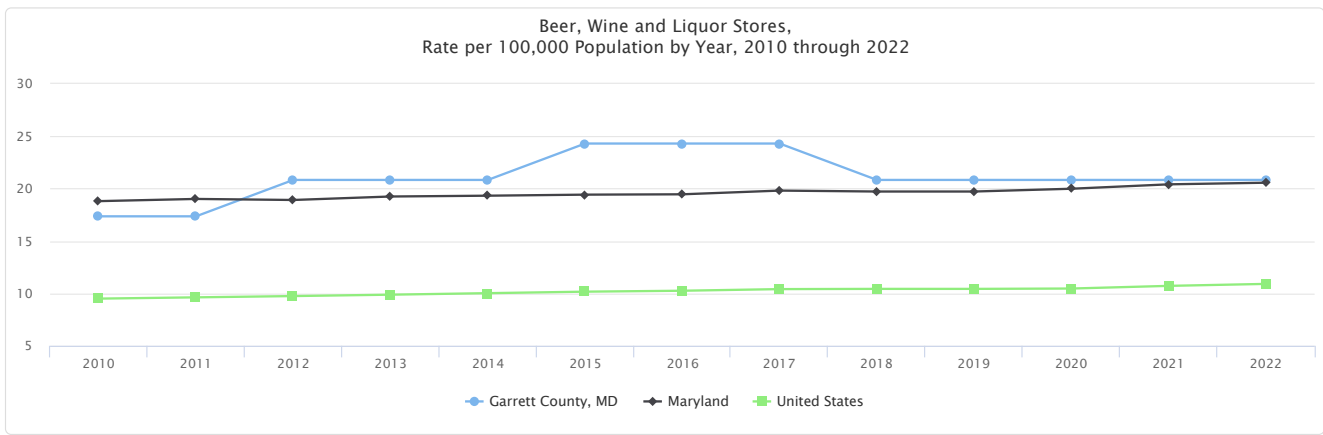 Beer, Wine and Liquor Stores,
Rate per 100,000 Population by Year, 2010 through 2022
30
25
20
15
10
5
2010 2011 2012 2013 2014 2015 2016 2017 2018 2019 2020 2021 2022
Garrett County, MD Maryland United States